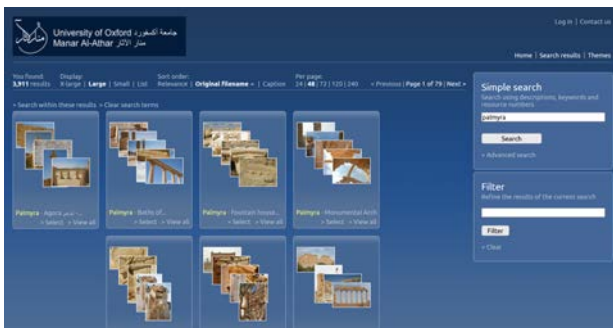 Log in | Contact us
University of Oxford جامعة اكسفورد
Manar Al-Athar منار الآثار
Home | Search results | Themes
You found:
3,911 results
Display:
X-large | Large | Small | List
Sort order:
Relevance | Original filename | Caption
Per page:
24 | 48 | 72 | 120 | 240
< Previous | Page 1 of 79 | Next >
> Search within these results > Clear search terms
Palmyra - Agora
> Select > View all
Palmyra - Baths of...
> Select > View all
Palmyra - Fountain house...
> Select > View all
Palmyra - Monumental Arch
> Select > View all
Simple search
Search using descriptions, keywords and
resource numbers
palmyra
Search
> Advanced search
Filter
Refine the results of the current search
Filter
> Clear